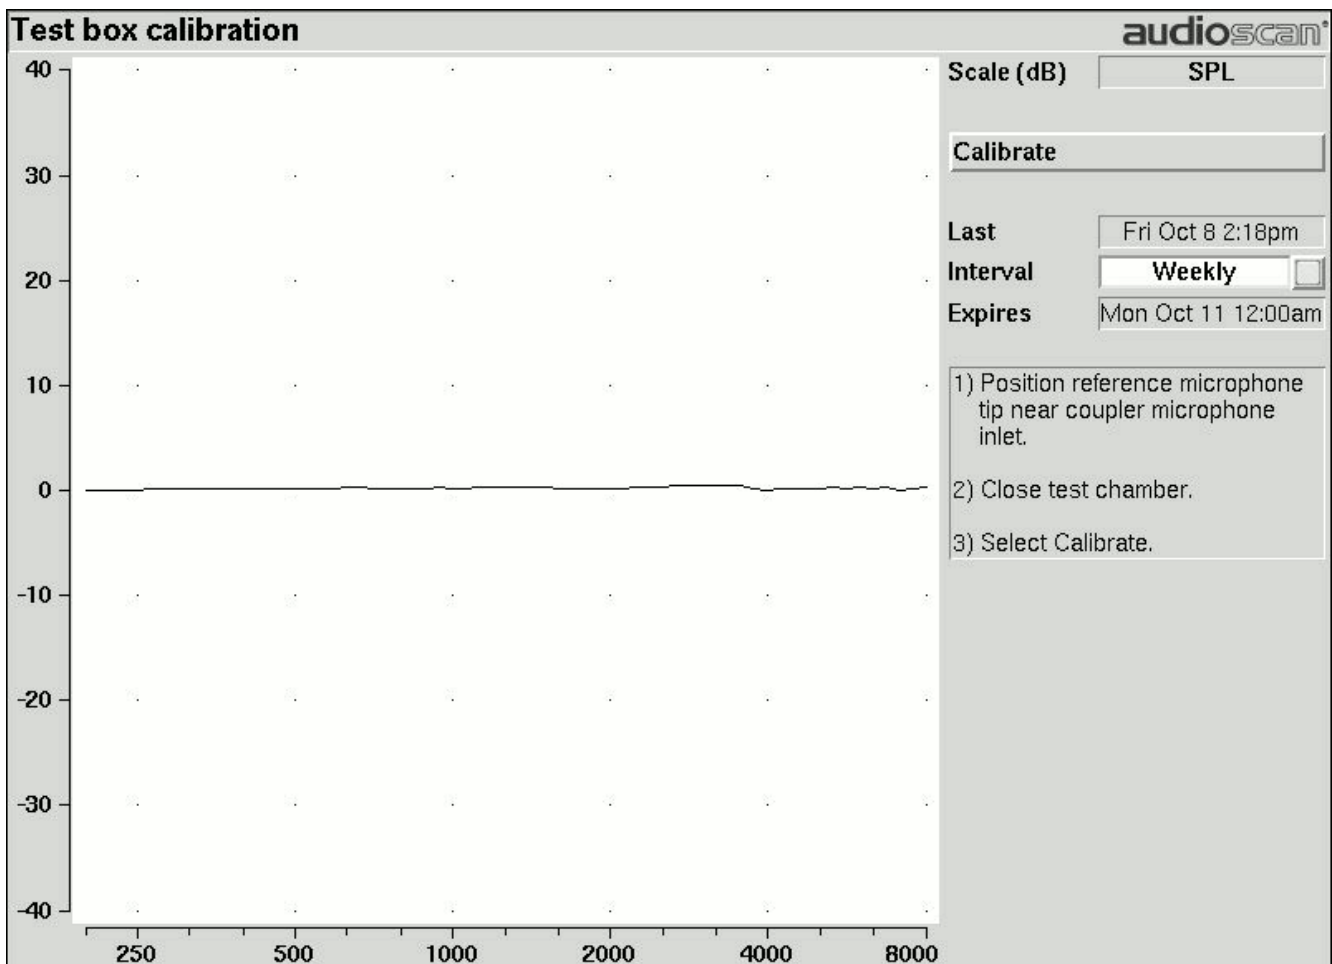 Test box calibration
audioscan
40
30
20
10
0
-10
-20
-30
-40
250 500 1000 2000 4000 8000
Scale (dB) SPL
Calibrate
Last Fri Oct 8 2:18pm
Interval Weekly
Expires Mon Oct 11 12:00am
1) Position reference microphone
tip near coupler microphone
inlet.
2) Close test chamber.
3) Select Calibrate.